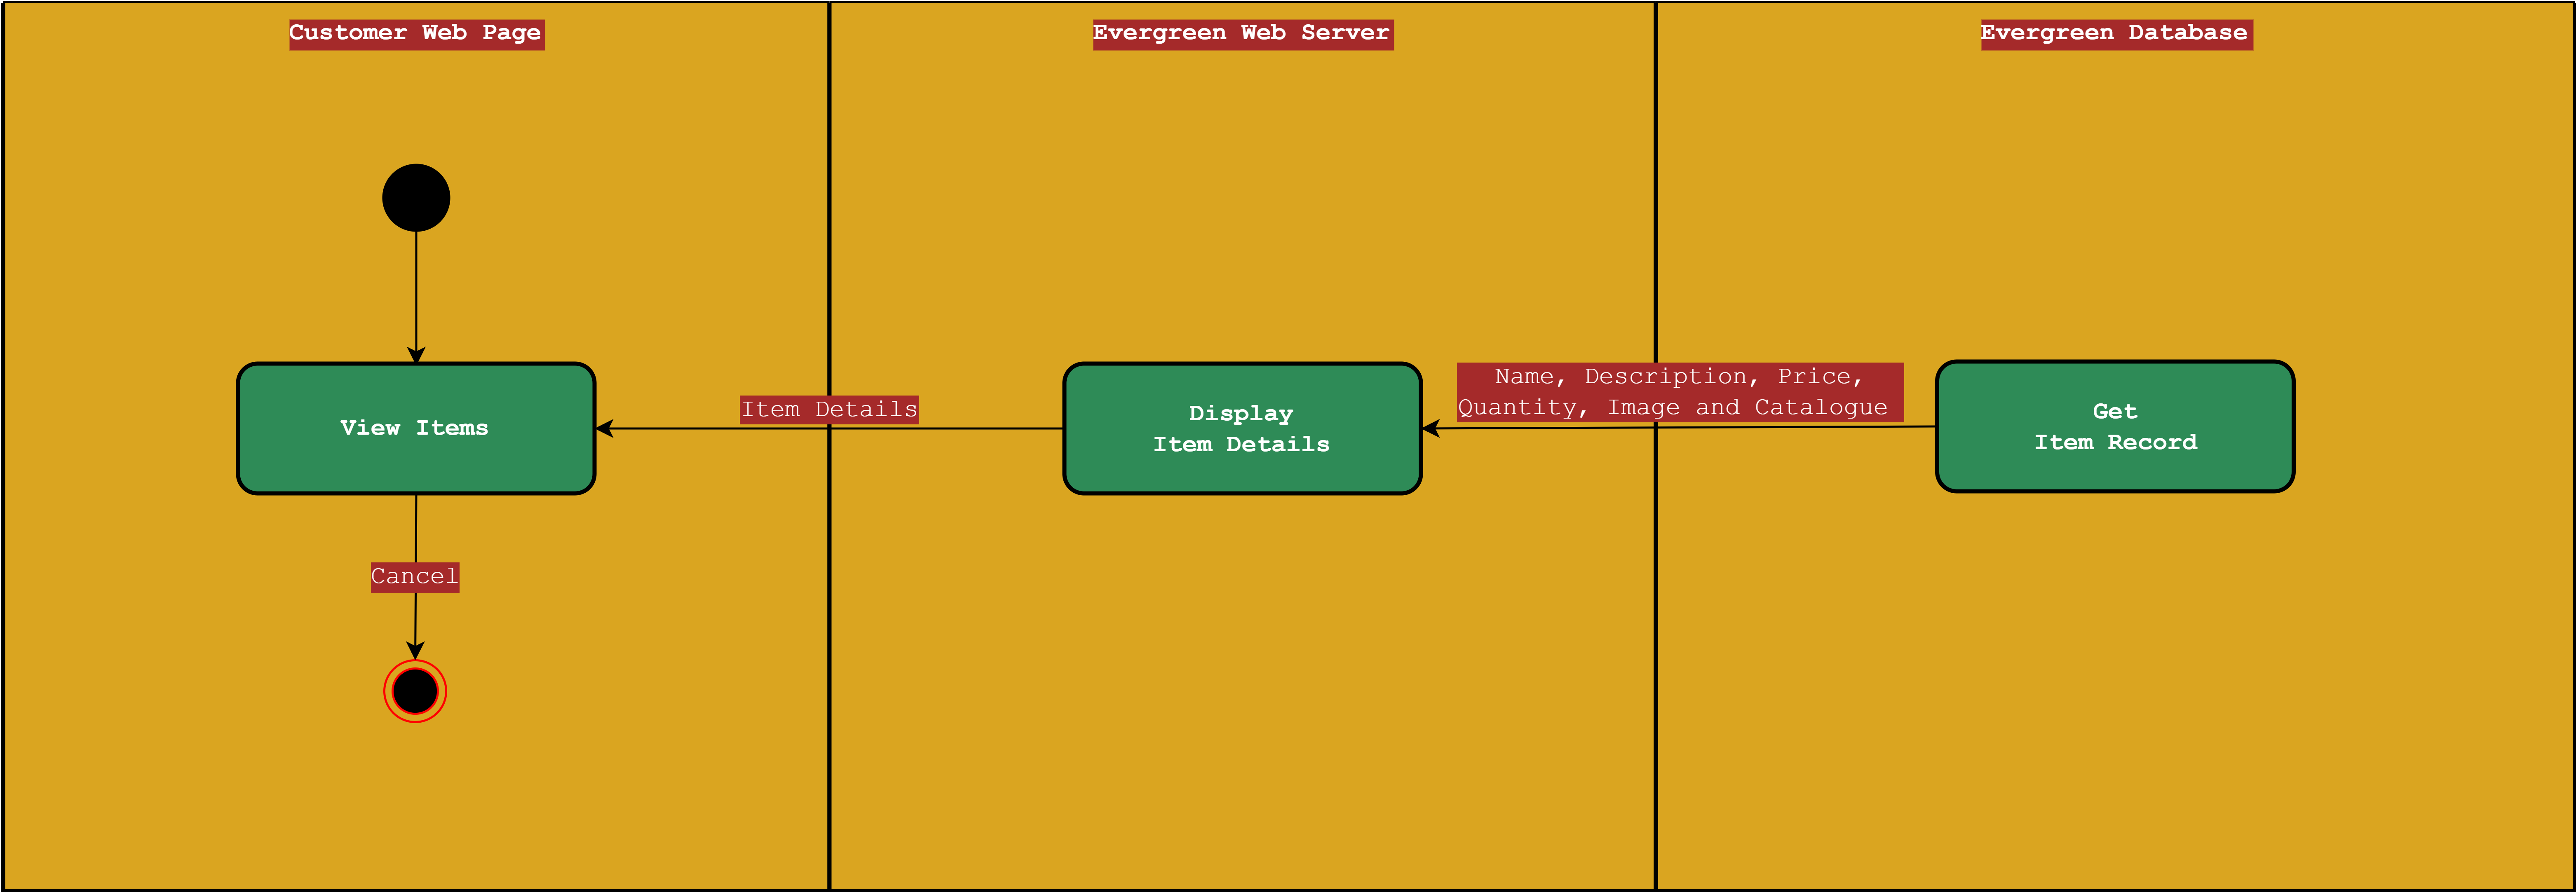 Customer Web Page
Evergreen Web Server
Evergreen Database
View Items
Item Details
Display
Item Details
Name, Description, Price,
Quantity, Image and Catalogue
Get
Item Record
Cancel